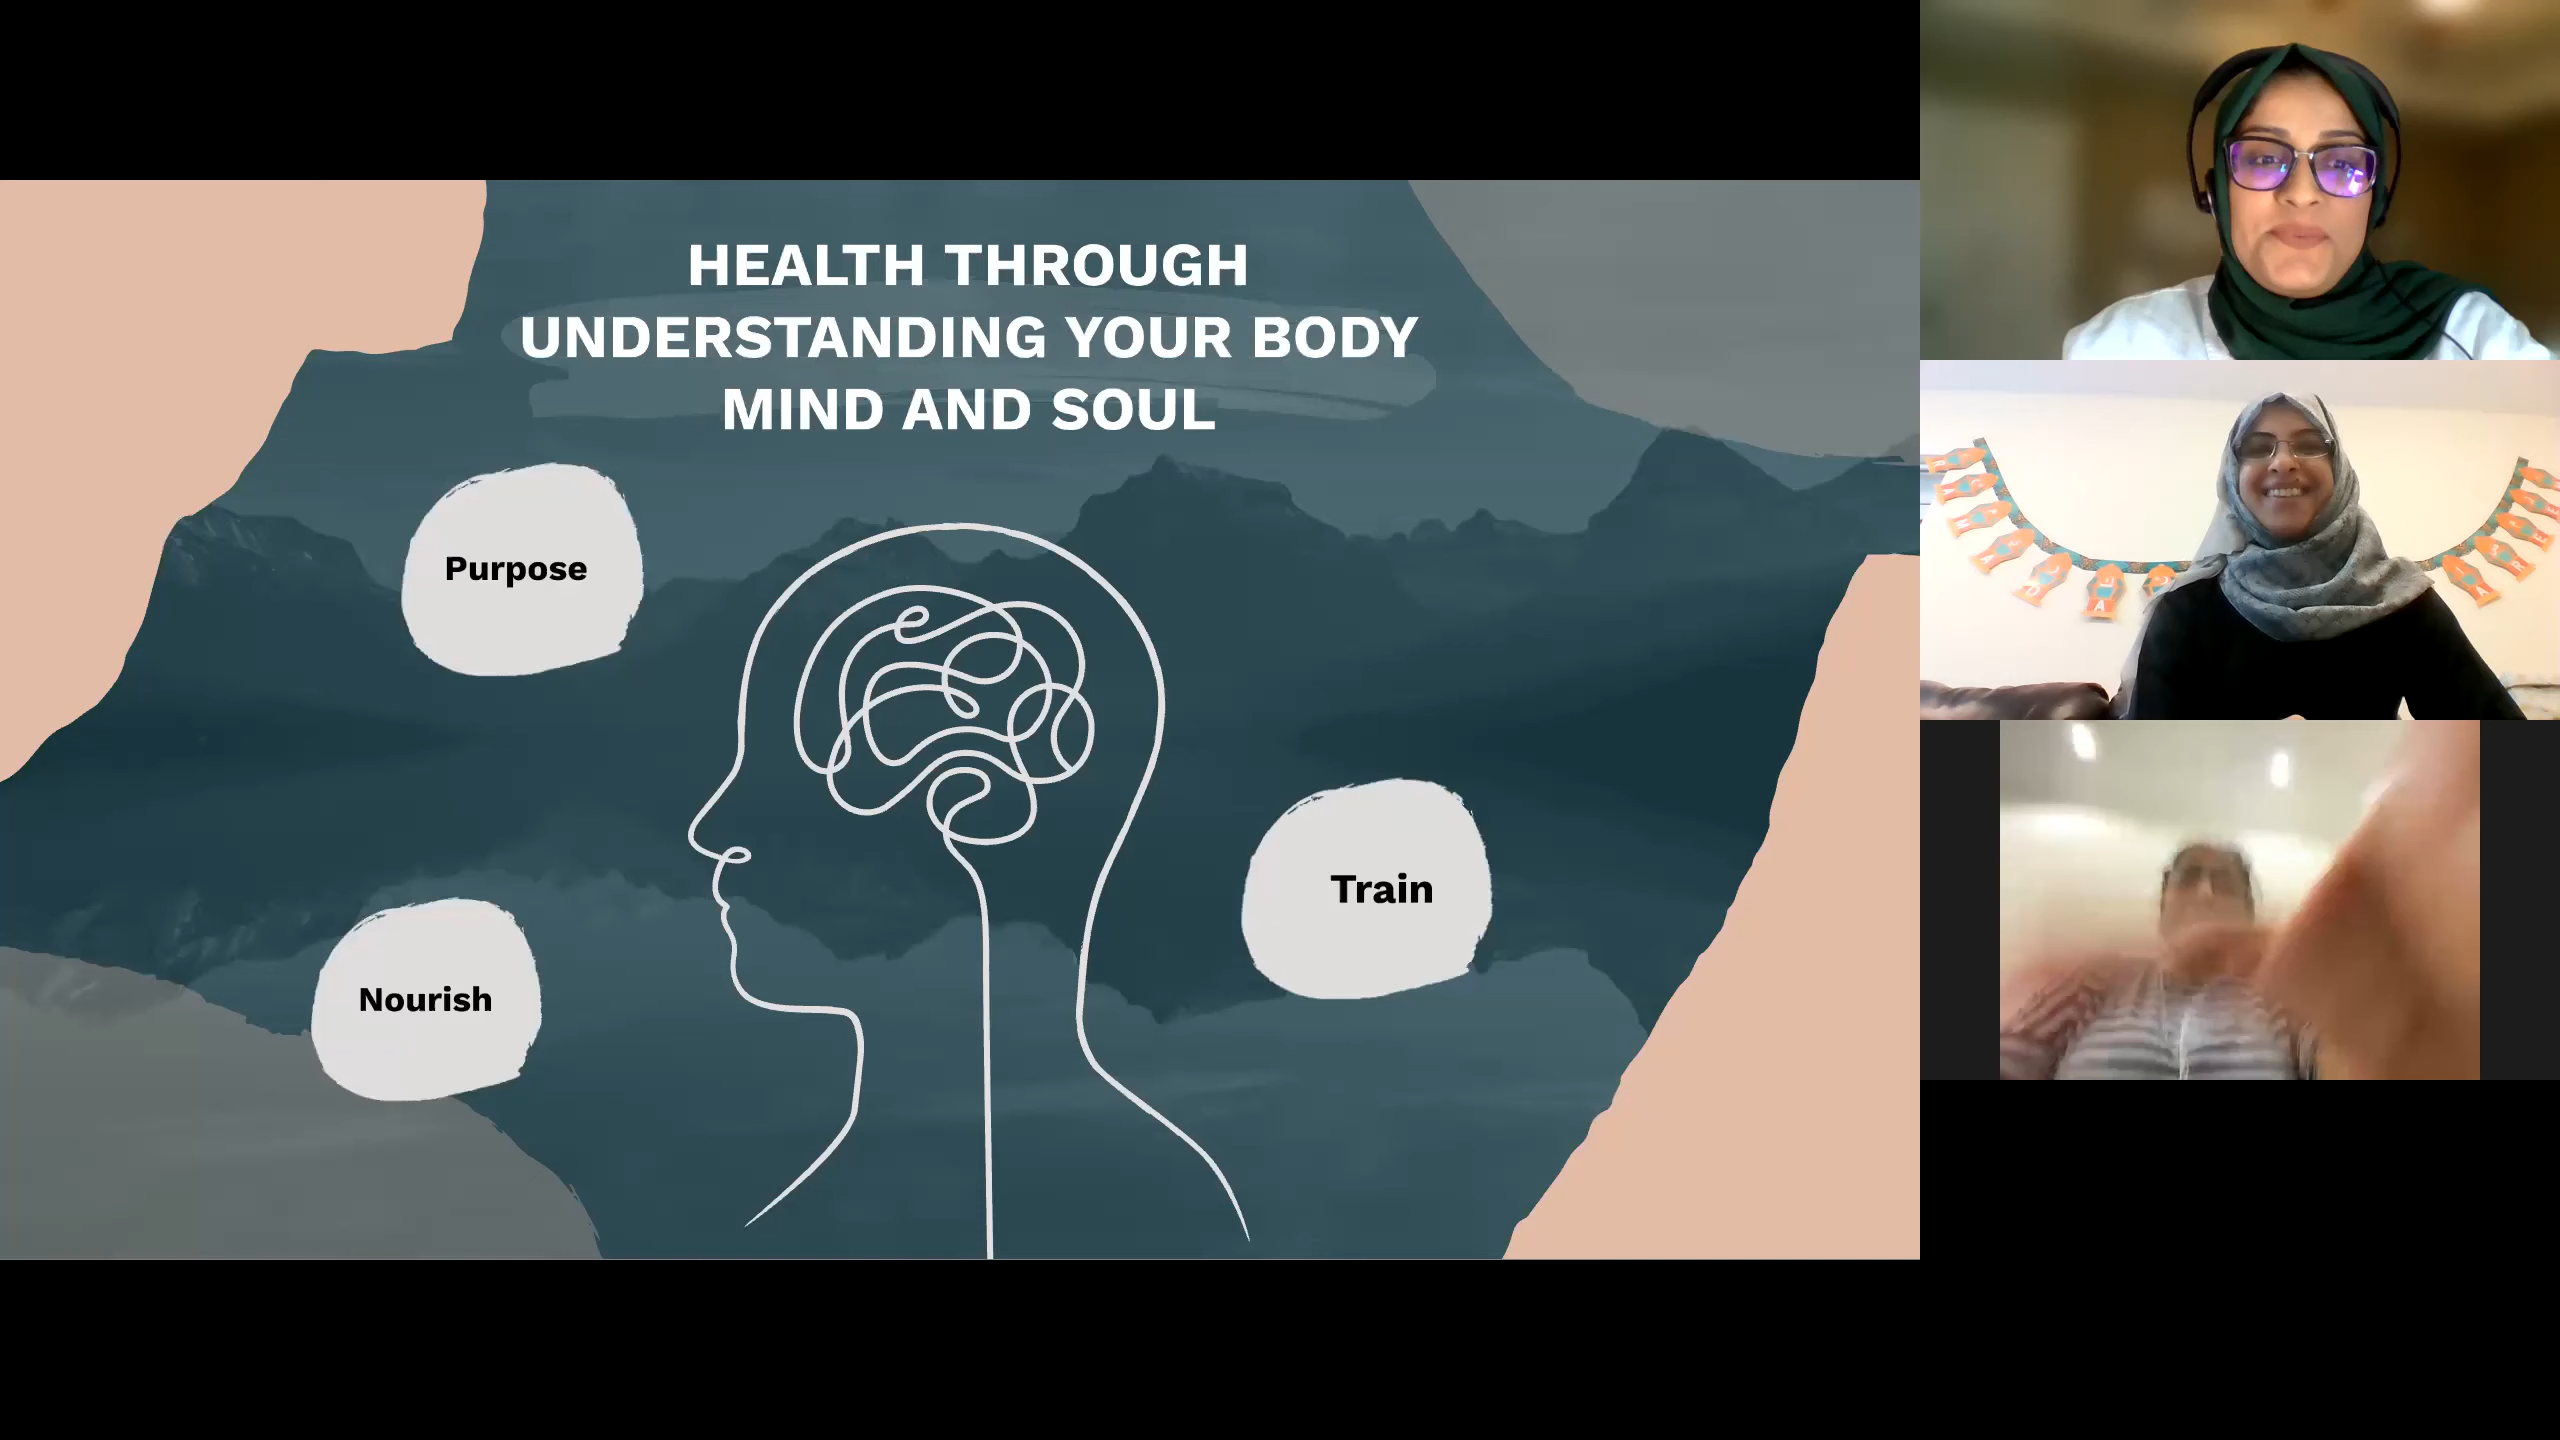 HEALTH THROUGH
UNDERSTANDING YOUR BODY
MIND AND SOUL
Purpose
Train
Nourish